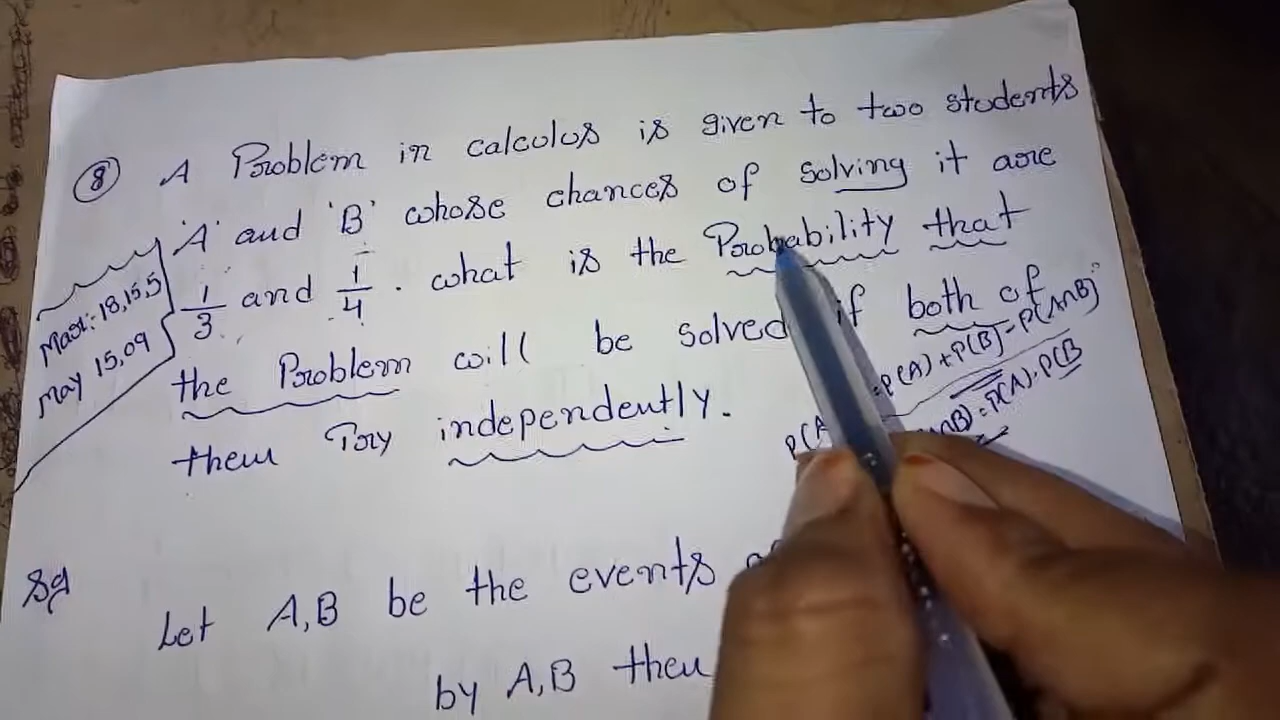 8 A Problem in calculus is given to two students
'A' and 'B' whose chances of solving it are
1/3 and 1/4 . what is the Probability that
the Problem will be solved if both of
them Try independently.
Mar: 18,15,5
May 15,09
= P(A) + P(B) - P(A∩B)
= P(A). P(B
Let A,B be the events
by A,B then